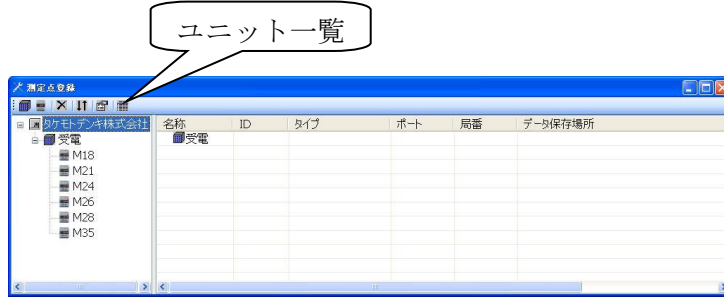 ユニット一覧
測定点登録
タケモトデンキ株式会社
受電
M18
M21
M24
M26
M28
M35
名称 ID タイプ ポート 局番 データ保存場所
受電